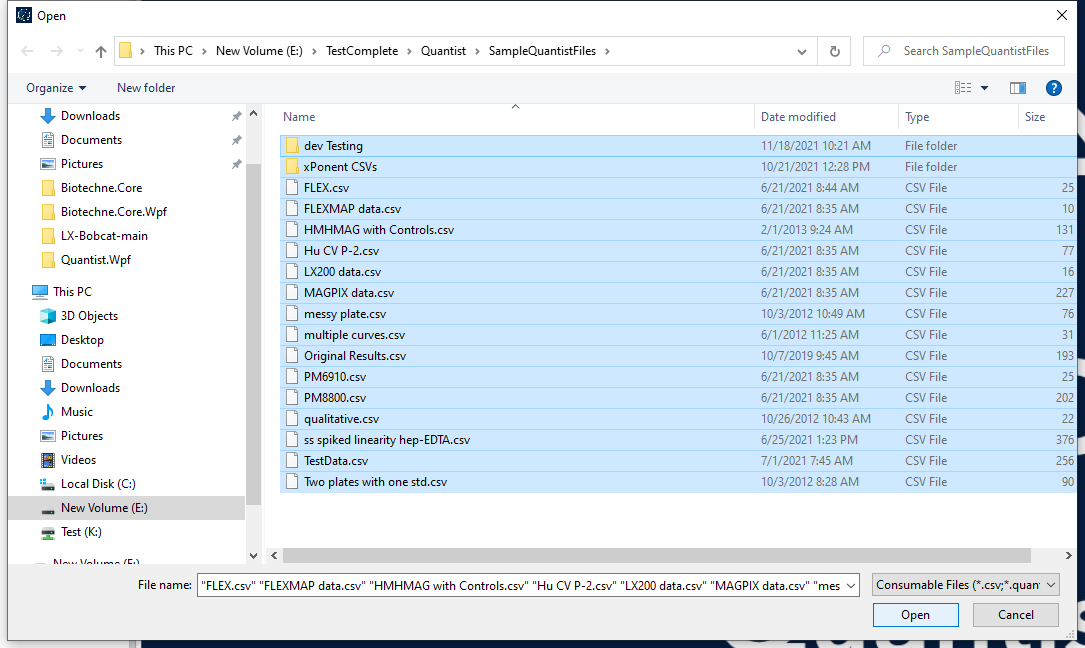 Open
This PC > New Volume (E:) > TestComplete > Quantist > SampleQuantistFiles >
Search SampleQuantistFiles
Organize
New folder
Downloads
Documents
Pictures
Biotechne.Core
Biotechne.Core.Wpf
LX-Bobcat-main
Quantist.Wpf
This PC
3D Objects
Desktop
Documents
Downloads
Music
Pictures
Videos
Local Disk (C:)
New Volume (E:)
Test (K:)
New Volume (E:)
Name Date modified Type Size
dev Testing 11/18/2021 10:21 AM File folder
xPonent CSVs 10/21/2021 12:28 PM File folder
FLEX.csv 6/21/2021 8:44 AM CSV File 25
FLEXMAP data.csv 6/21/2021 8:35 AM CSV File 10
HMHMAG with Controls.csv 2/1/2013 9:24 AM CSV File 131
Hu CV P-2.csv 6/21/2021 8:35 AM CSV File 77
LX200 data.csv 6/21/2021 8:35 AM CSV File 16
MAGPIX data.csv 6/21/2021 8:35 AM CSV File 227
messy plate.csv 10/3/2012 10:49 AM CSV File 76
multiple curves.csv 6/1/2012 11:25 AM CSV File 31
Original Results.csv 10/7/2019 9:45 AM CSV File 193
PM6910.csv 6/21/2021 8:35 AM CSV File 25
PM8800.csv 6/21/2021 8:35 AM CSV File 202
qualitative.csv 10/26/2012 10:43 AM CSV File 22
ss spiked linearity hep-EDTA.csv 6/25/2021 1:23 PM CSV File 376
TestData.csv 7/1/2021 7:45 AM CSV File 256
Two plates with one std.csv 10/3/2012 8:28 AM CSV File 90
File name: "FLEX.csv" "FLEXMAP data.csv" "HMHMAG with Controls.csv" "Hu CV P-2.csv" "LX200 data.csv" "MAGPIX data.csv" "mes
Consumable Files (*.csv;*.quan
Open
Cancel